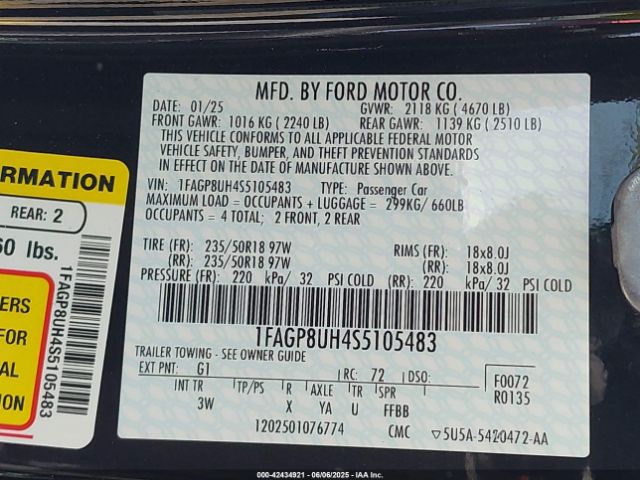 MFD. BY FORD MOTOR CO.
DATE: 01/25 GVWR: 2118 KG ( 4670 LB)
FRONT GAWR: 1016 KG ( 2240 LB) REAR GAWR: 1139 KG ( 2510 LB)
THIS VEHICLE CONFORMS TO ALL APPLICABLE FEDERAL MOTOR
VEHICLE SAFETY, BUMPER, AND THEFT PREVENTION STANDARDS
IN EFFECT ON THE DATE OF MANUFACTURE SHOWN ABOVE.
VIN: 1FAGP8UH4S5105483 TYPE: Passenger Car
MAXIMUM LOAD = OCCUPANTS + LUGGAGE = 299KG/ 660LB
OCCUPANTS = 4 TOTAL; 2 FRONT, 2 REAR
TIRE (FR): 235/50R18 97W RIMS (FR): 18x8.0J
(RR): 235/50R18 97W (RR): 18x8.0J
PRESSURE (FR): 220 kPa/ 32 PSI COLD (RR): 220 kPa/ 32 PSI COLD
1FAGP8UH4S5105483
TRAILER TOWING - SEE OWNER GUIDE
EXT PNT: G1 RC: 72 DSO:
F0072
R0135
INT TR TP/PS R AXLE TR SPR
3W X YA U FFBB
1202501076774 CMC 5U5A-5420472-AA
FORMATION
REAR: 2
60 lbs.
ERS
FOR
AL
ON
1FAGP8UH4S5105483
000-42434921 - 06/06/2025 - IAAI Inc.